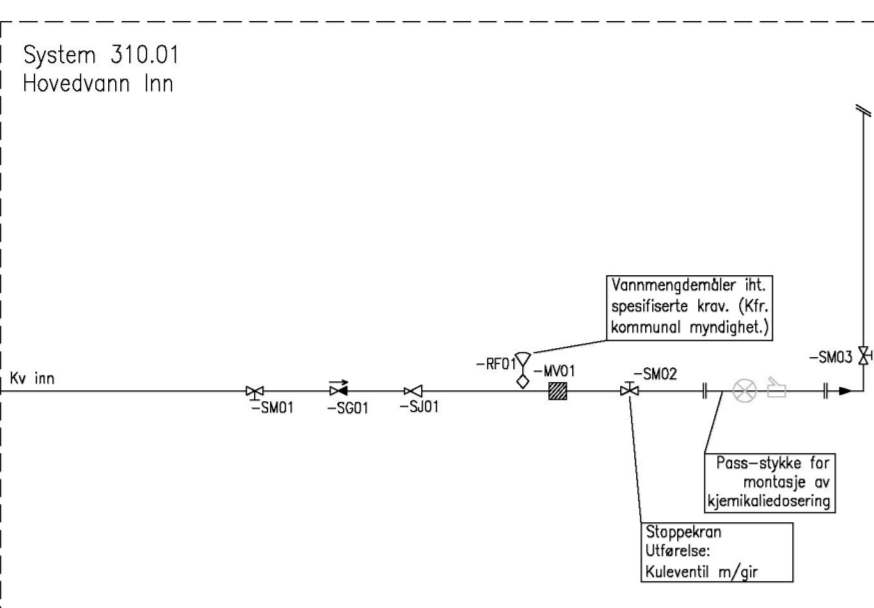 System 310.01
Hovedvann Inn
Vannmengdemåler iht.
spesifiserte krav. (Kfr.
kommunal myndighet.)
-RF01
-MV01
-SM02
-SM03
Kv inn
-SM01
-SG01
-SJ01
Pass-stykke for
montasje av
kjemikaliedosering
Stoppekran
Utførelse:
Kuleventil m/gir